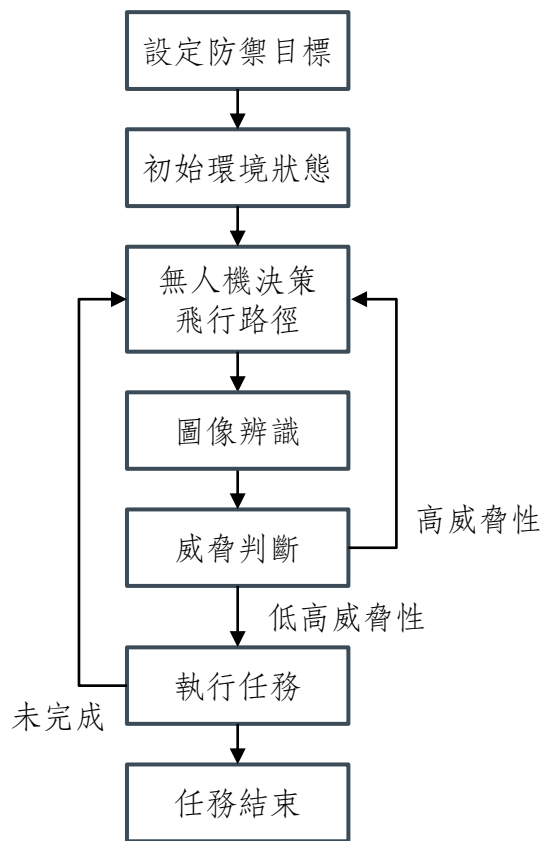 設定防禦目標
初始環境狀態
無人機決策
飛行路徑
圖像辨識
威脅判斷
高威脅性
低高威脅性
執行任務
未完成
任務結束